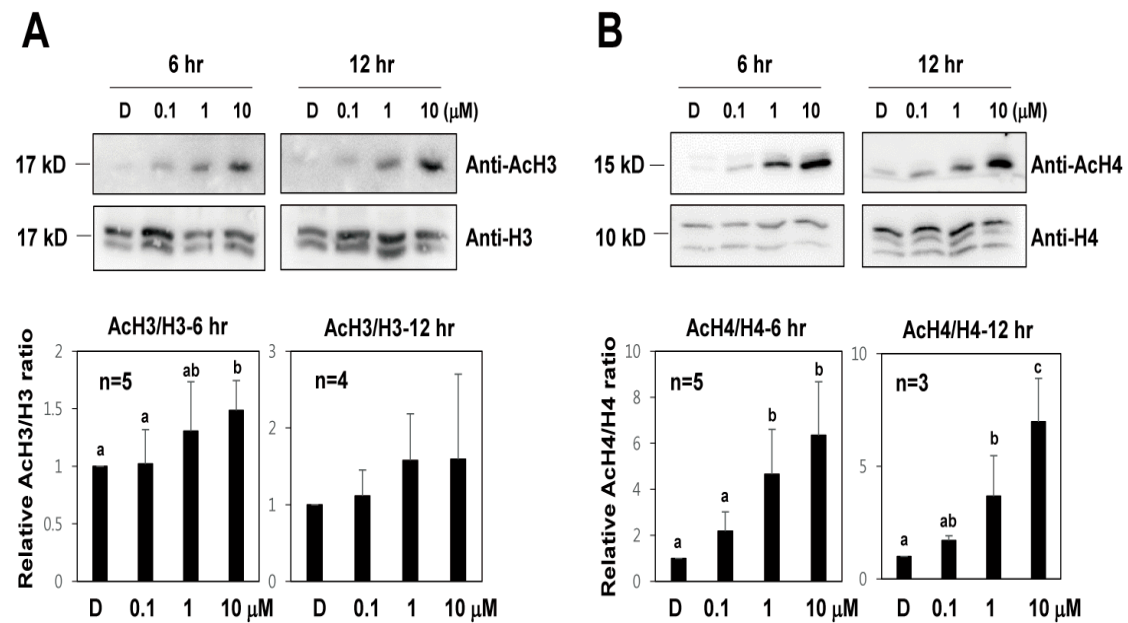 A
6 hr 12 hr
D 0.1 1 10 D 0.1 1 10 (μM)
17 kD Anti-AcH3
17 kD Anti-H3
AcH3/H3-6 hr
Relative AcH3/H3 ratio
2
1.5
1
0.5
0
n=5
a a ab b
D 0.1 1 10 μM
AcH3/H3-12 hr
3
2
1
0
n=4
D 0.1 1 10 μM
B
6 hr 12 hr
D 0.1 1 10 D 0.1 1 10 (μM)
15 kD Anti-AcH4
10 kD Anti-H4
AcH4/H4-6 hr
Relative AcH4/H4 ratio
10
8
6
4
2
0
n=5
a a b b
D 0.1 1 10 μM
AcH4/H4-12 hr
10
5
0
n=3
a ab b c
D 0.1 1 10 μM